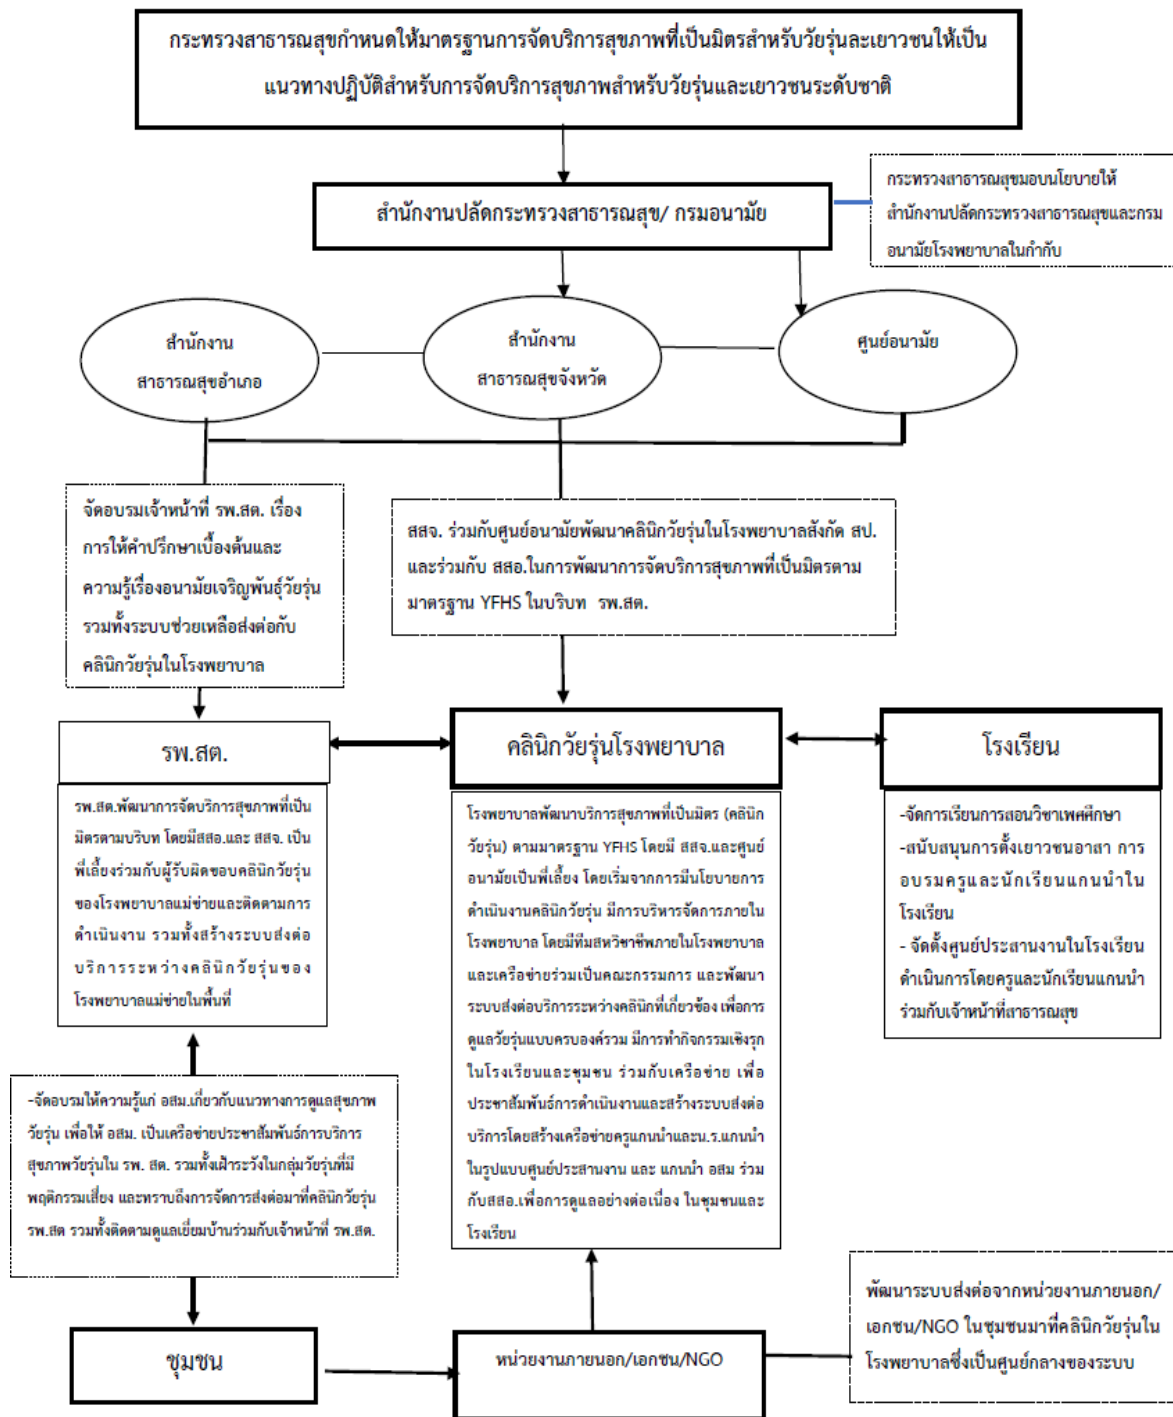 กระทรวงสาธารณสุขกำหนดให้มาตรฐานการจัดบริการสุขภาพที่เป็นมิตรสำหรับวัยรุ่นละเยาวชนให้เป็น
แนวทางปฏิบัติสำหรับการจัดบริการสุขภาพสำหรับวัยรุ่นและเยาวชนระดับชาติ
สำนักงานปลัดกระทรวงสาธารณสุข/ กรมอนามัย
กระทรวงสาธารณสุขมอบนโยบายให้
สำนักงานปลัดกระทรวงสาธารณสุขและกรม
อนามัยโรงพยาบาลในกำกับ
สำนักงาน
สาธารณสุขอำเภอ
สำนักงาน
สาธารณสุขจังหวัด
ศูนย์อนามัย
จัดอบรมเจ้าหน้าที่ รพ.สต. เรื่อง
การให้คำปรึกษาเบื้องต้นและ
ความรู้เรื่องอนามัยเจริญพันธุ์วัยรุ่น
รวมทั้งระบบช่วยเหลือส่งต่อกับ
คลินิกวัยรุ่นในโรงพยาบาล
สสจ. ร่วมกับศูนย์อนามัยพัฒนาคลินิกวัยรุ่นในโรงพยาบาลสังกัด สป.
และร่วมกับ สสอ.ในการพัฒนาการจัดบริการสุขภาพที่เป็นมิตรตาม
มาตรฐาน YFHS ในบริบท รพ.สต.
รพ.สต.
รพ.สต.พัฒนาการจัดบริการสุขภาพที่เป็น
มิตรตามบริบท โดยมีสสอ.และ สสจ. เป็น
พี่เลี้ยงร่วมกับผู้รับผิดชอบคลินิกวัยรุ่น
ของโรงพยาบาลแม่ข่ายและติดตามการ
ดำเนินงาน รวมทั้งสร้างระบบส่งต่อ
บริการระหว่างคลินิกวัยรุ่นของ
โรงพยาบาลแม่ข่ายในพื้นที่
คลินิกวัยรุ่นโรงพยาบาล
โรงพยาบาลพัฒนาบริการสุขภาพที่เป็นมิตร (คลินิก
วัยรุ่น) ตามมาตรฐาน YFHS โดยมี สสจ.และศูนย์
อนามัยเป็นพี่เลี้ยง โดยเริ่มจากการมีนโยบายการ
ดำเนินงานคลินิกวัยรุ่น มีการบริหารจัดการภายใน
โรงพยาบาล โดยมีทีมสหวิชาชีพภายในโรงพยาบาล
และเครือข่ายร่วมเป็นคณะกรรมการ และพัฒนา
ระบบส่งต่อบริการระหว่างคลินิกที่เกี่ยวข้อง เพื่อการ
ดูแลวัยรุ่นแบบครบองค์รวม มีการทำกิจกรรมเชิงรุก
ในโรงเรียนและชุมชน ร่วมกับเครือข่าย เพื่อ
ประชาสัมพันธ์การดำเนินงานและสร้างระบบส่งต่อ
บริการโดยสร้างเครือข่ายครูแกนนำและน.ร.แกนนำ
ในรูปแบบศูนย์ประสานงาน และ แกนนำ อสม ร่วม
กับสสอ.เพื่อการดูแลอย่างต่อเนื่อง ในชุมชนและ
โรงเรียน
โรงเรียน
-จัดการเรียนการสอนวิชาเพศศึกษา
-สนับสนุนการตั้งเยาวชนอาสา การ
อบรมครูและนักเรียนแกนนำใน
โรงเรียน
- จัดตั้งศูนย์ประสานงานในโรงเรียน
ดำเนินการโดยครูและนักเรียนแกนนำ
ร่วมกับเจ้าหน้าที่สาธารณสุข
-จัดอบรมให้ความรู้แก่ อสม.เกี่ยวกับแนวทางการดูแลสุขภาพ
วัยรุ่น เพื่อให้ อสม. เป็นเครือข่ายประชาสัมพันธ์การบริการ
สุขภาพวัยรุ่นใน รพ. สต. รวมทั้งเฝ้าระวังในกลุ่มวัยรุ่นที่มี
พฤติกรรมเสี่ยง และทราบถึงการจัดการส่งต่อมาที่คลินิกวัยรุ่น
รพ.สต รวมทั้งติดตามดูแลเยี่ยมบ้านร่วมกับเจ้าหน้าที่ รพ.สต.
ชุมชน
หน่วยงานภายนอก/เอกชน/NGO
พัฒนาระบบส่งต่อจากหน่วยงานภายนอก/
เอกชน/NGO ในชุมชนมาที่คลินิกวัยรุ่นใน
โรงพยาบาลซึ่งเป็นศูนย์กลางของระบบ